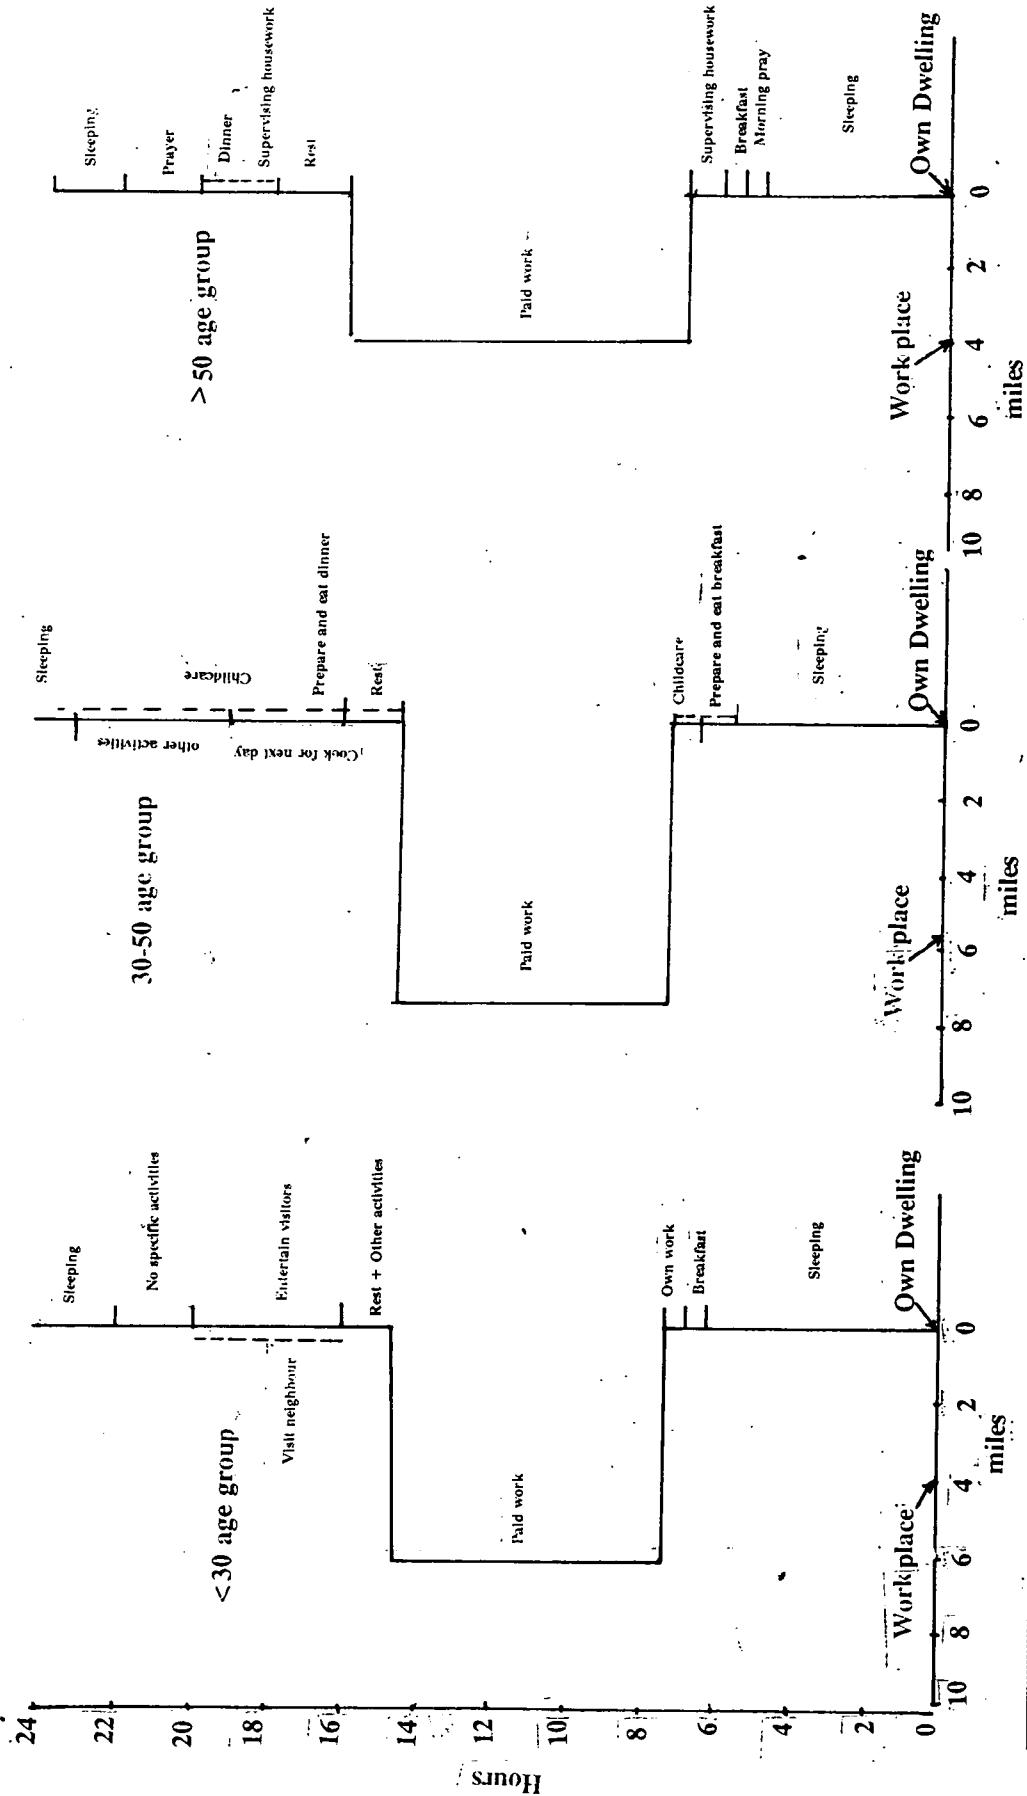 Hours
24
22
20
18
16
14
12
10
8
6
4
2
0
<30 age group
Sleeping
No specific activities
Entertain visitors
Visit neighbour
Rest + Other activities
Paid work
Own work
Breakfast
Sleeping
Workplace
Own Dwelling
10
8
6
4
2
0
miles
30-50 age group
Sleeping
Childcare
other activities
Cook for next day
Prepare and eat dinner
Rest
Paid work
Childcare
Prepare and eat breakfast
Sleeping
Workplace
Own Dwelling
10
8
6
4
2
0
miles
>50 age group
Sleeping
Prayer
Dinner
Supervising housework
Rest
Paid work
Supervising housework
Breakfast
Morning pray
Sleeping
Work place
Own Dwelling
10
8
6
4
2
0
miles